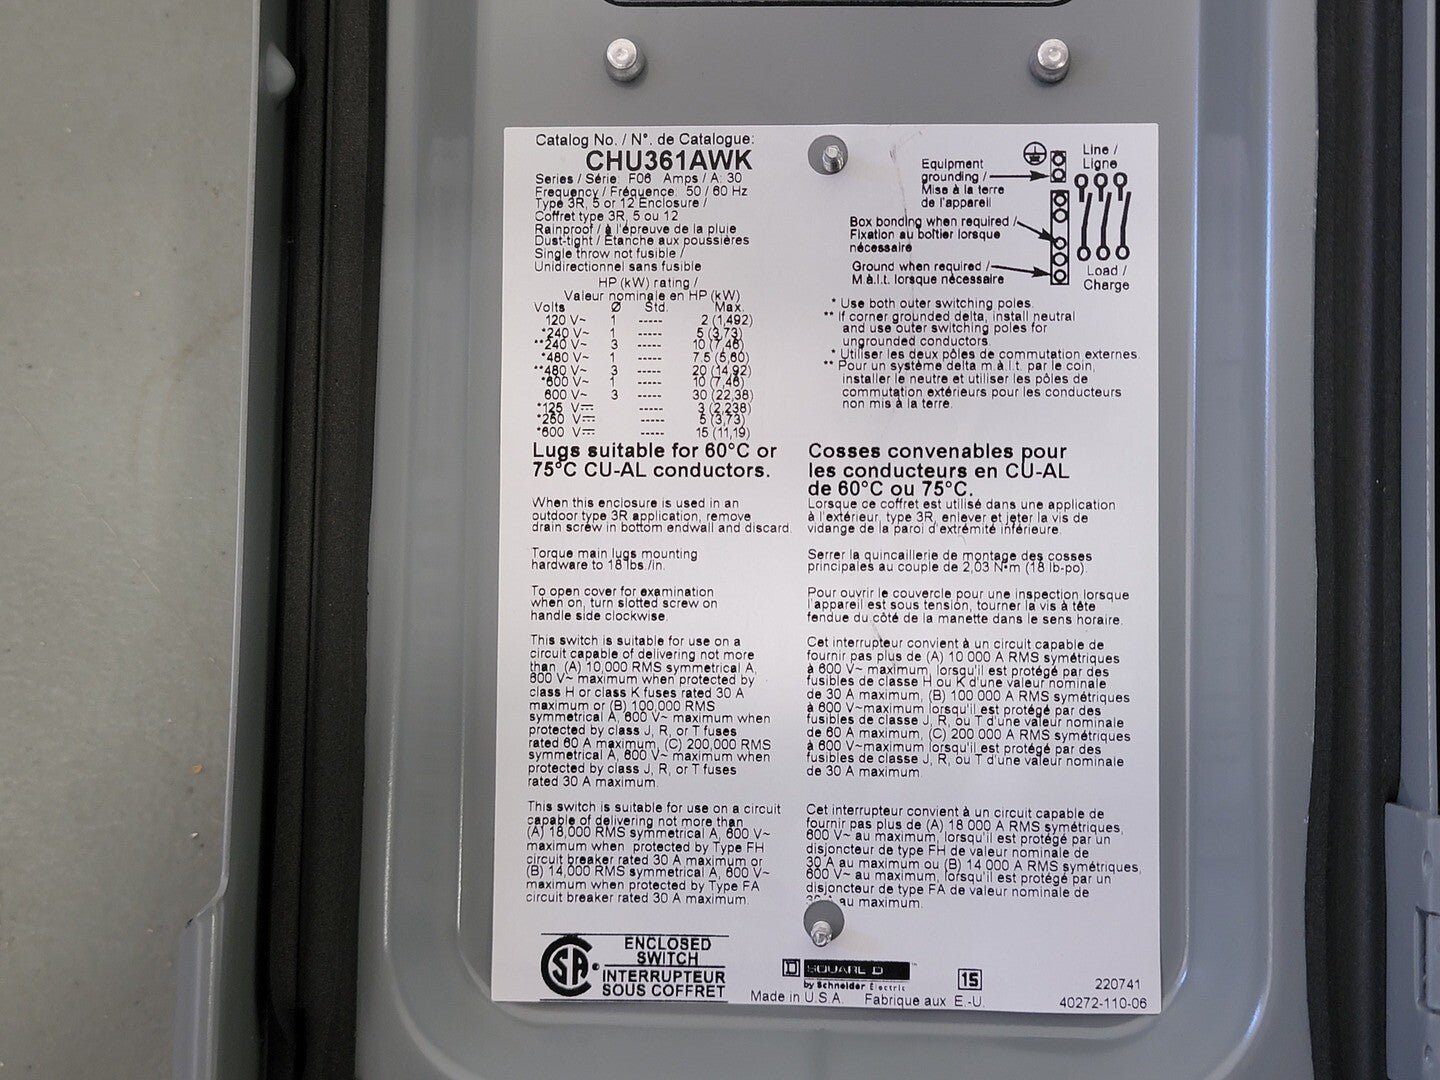 Catalog No. / N°. de Catalogue:
CHU361AWK
Series / Série: F06 Amps / A: 30
Frequency / Fréquence: 50 / 60 Hz
Type 3R, 5 or 12 Enclosure /
Coffret type 3R, 5 ou 12
Rainproof / à l'épreuve de la pluie
Dust-tight / Étanche aux poussières
Single throw not fusible /
Unidirectionnel sans fusible
HP (kW) rating /
Valeur nominale en HP (kW)
Volts Ø Std. Max.
120 V~ 1 ----- 2 (1,492)
*240 V~ 1 ----- 5 (3,73)
**240 V~ 3 ----- 10 (7,46)
*480 V~ 1 ----- 7.5 (5,60)
**480 V~ 3 ----- 20 (14,92)
*600 V~ 1 ----- 10 (7,46)
600 V~ 3 ----- 30 (22,38)
*125 V⎓ ----- 3 (2,238)
*250 V⎓ ----- 5 (3,73)
*600 V⎓ ----- 15 (11,19)
Lugs suitable for 60°C or
75°C CU-AL conductors.
When this enclosure is used in an
outdoor type 3R application, remove
drain screw in bottom endwall and discard.
Torque main lugs mounting
hardware to 18 lbs./in.
To open cover for examination
when on, turn slotted screw on
handle side clockwise.
This switch is suitable for use on a
circuit capable of delivering not more
than (A) 10,000 RMS symmetrical A,
600 V~ maximum when protected by
class H or class K fuses rated 30 A
maximum or (B) 100,000 RMS
symmetrical A, 600 V~ maximum when
protected by class J, R, or T fuses
rated 60 A maximum, (C) 200,000 RMS
symmetrical A, 600 V~ maximum when
protected by class J, R, or T fuses
rated 30 A maximum.
This switch is suitable for use on a circuit
capable of delivering not more than
(A) 18,000 RMS symmetrical A, 600 V~
maximum when protected by Type FH
circuit breaker rated 30 A maximum or
(B) 14,000 RMS symmetrical A, 600 V~
maximum when protected by Type FA
circuit breaker rated 30 A maximum.
Equipment
grounding /
Mise à la terre
de l'appareil
Line /
Ligne
Box bonding when required /
Fixation au boîtier lorsque
nécessaire
Ground when required /
M.à.l.t. lorsque nécessaire
Load /
Charge
* Use both outer switching poles.
** If corner grounded delta, install neutral
and use outer switching poles for
ungrounded conductors.
* Utiliser les deux pôles de commutation externes.
** Pour un système delta m.à.l.t. par le coin,
installer le neutre et utiliser les pôles de
commutation extérieurs pour les conducteurs
non mis à la terre.
Cosses convenables pour
les conducteurs en CU-AL
de 60°C ou 75°C.
Lorsque ce coffret est utilisé dans une application
à l'extérieur, type 3R, enlever et jeter la vis de
vidange de la paroi d'extrémité inférieure.
Serrer la quincaillerie de montage des cosses
principales au couple de 2,03 N•m (18 lb-po).
Pour ouvrir le couvercle pour une inspection lorsque
l'appareil est sous tension, tourner la vis à tête
fendue du côté de la manette dans le sens horaire.
Cet interrupteur convient à un circuit capable de
fournir pas plus de (A) 10 000 A RMS symétriques
à 600 V~ maximum, lorsqu'il est protégé par des
fusibles de classe H ou K d'une valeur nominale
de 30 A maximum, (B) 100 000 A RMS symétriques
à 600 V~maximum lorsqu'il est protégé par des
fusibles de classe J, R, ou T d'une valeur nominale
de 60 A maximum, (C) 200 000 A RMS symétriques
à 600 V~maximum lorsqu'il est protégé par des
fusibles de classe J, R, ou T d'une valeur nominale
de 30 A maximum.
Cet interrupteur convient à un circuit capable de
fournir pas plus de (A) 18 000 A RMS symétriques,
600 V~ au maximum, lorsqu'il est protégé par un
disjoncteur de type FH de valeur nominale de
30 A au maximum ou (B) 14 000 A RMS symétriques,
600 V~ au maximum, lorsqu'il est protégé par un
disjoncteur de type FA de valeur nominale de
au maximum.
SA
ENCLOSED
SWITCH
INTERRUPTEUR
SOUS COFFRET
D SQUARE D ™
by Schneider Electric
Made in U.S.A. Fabrique aux E.-U.
15
220741
40272-110-06